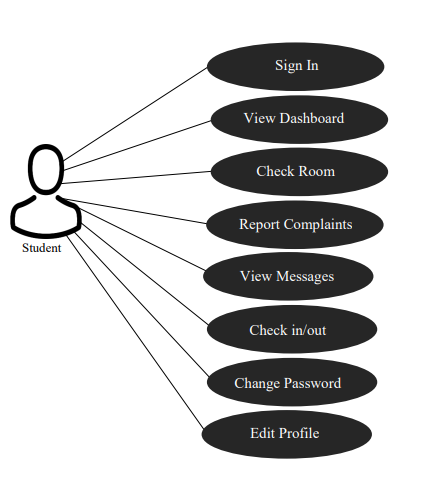 Sign In
View Dashboard
Check Room
Report Complaints
Student
View Messages
Check in/out
Change Password
Edit Profile